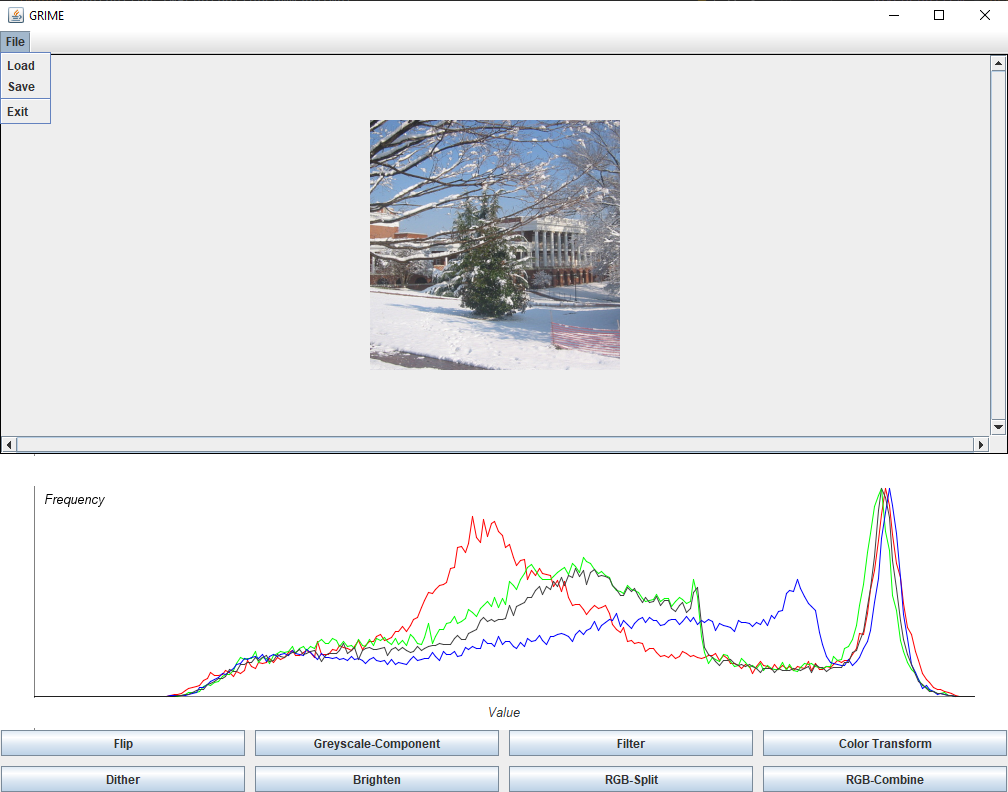 GRIME
File
Load
Save
Exit
Frequency
Value
Flip Greyscale-Component Filter Color Transform
Dither Brighten RGB-Split RGB-Combine